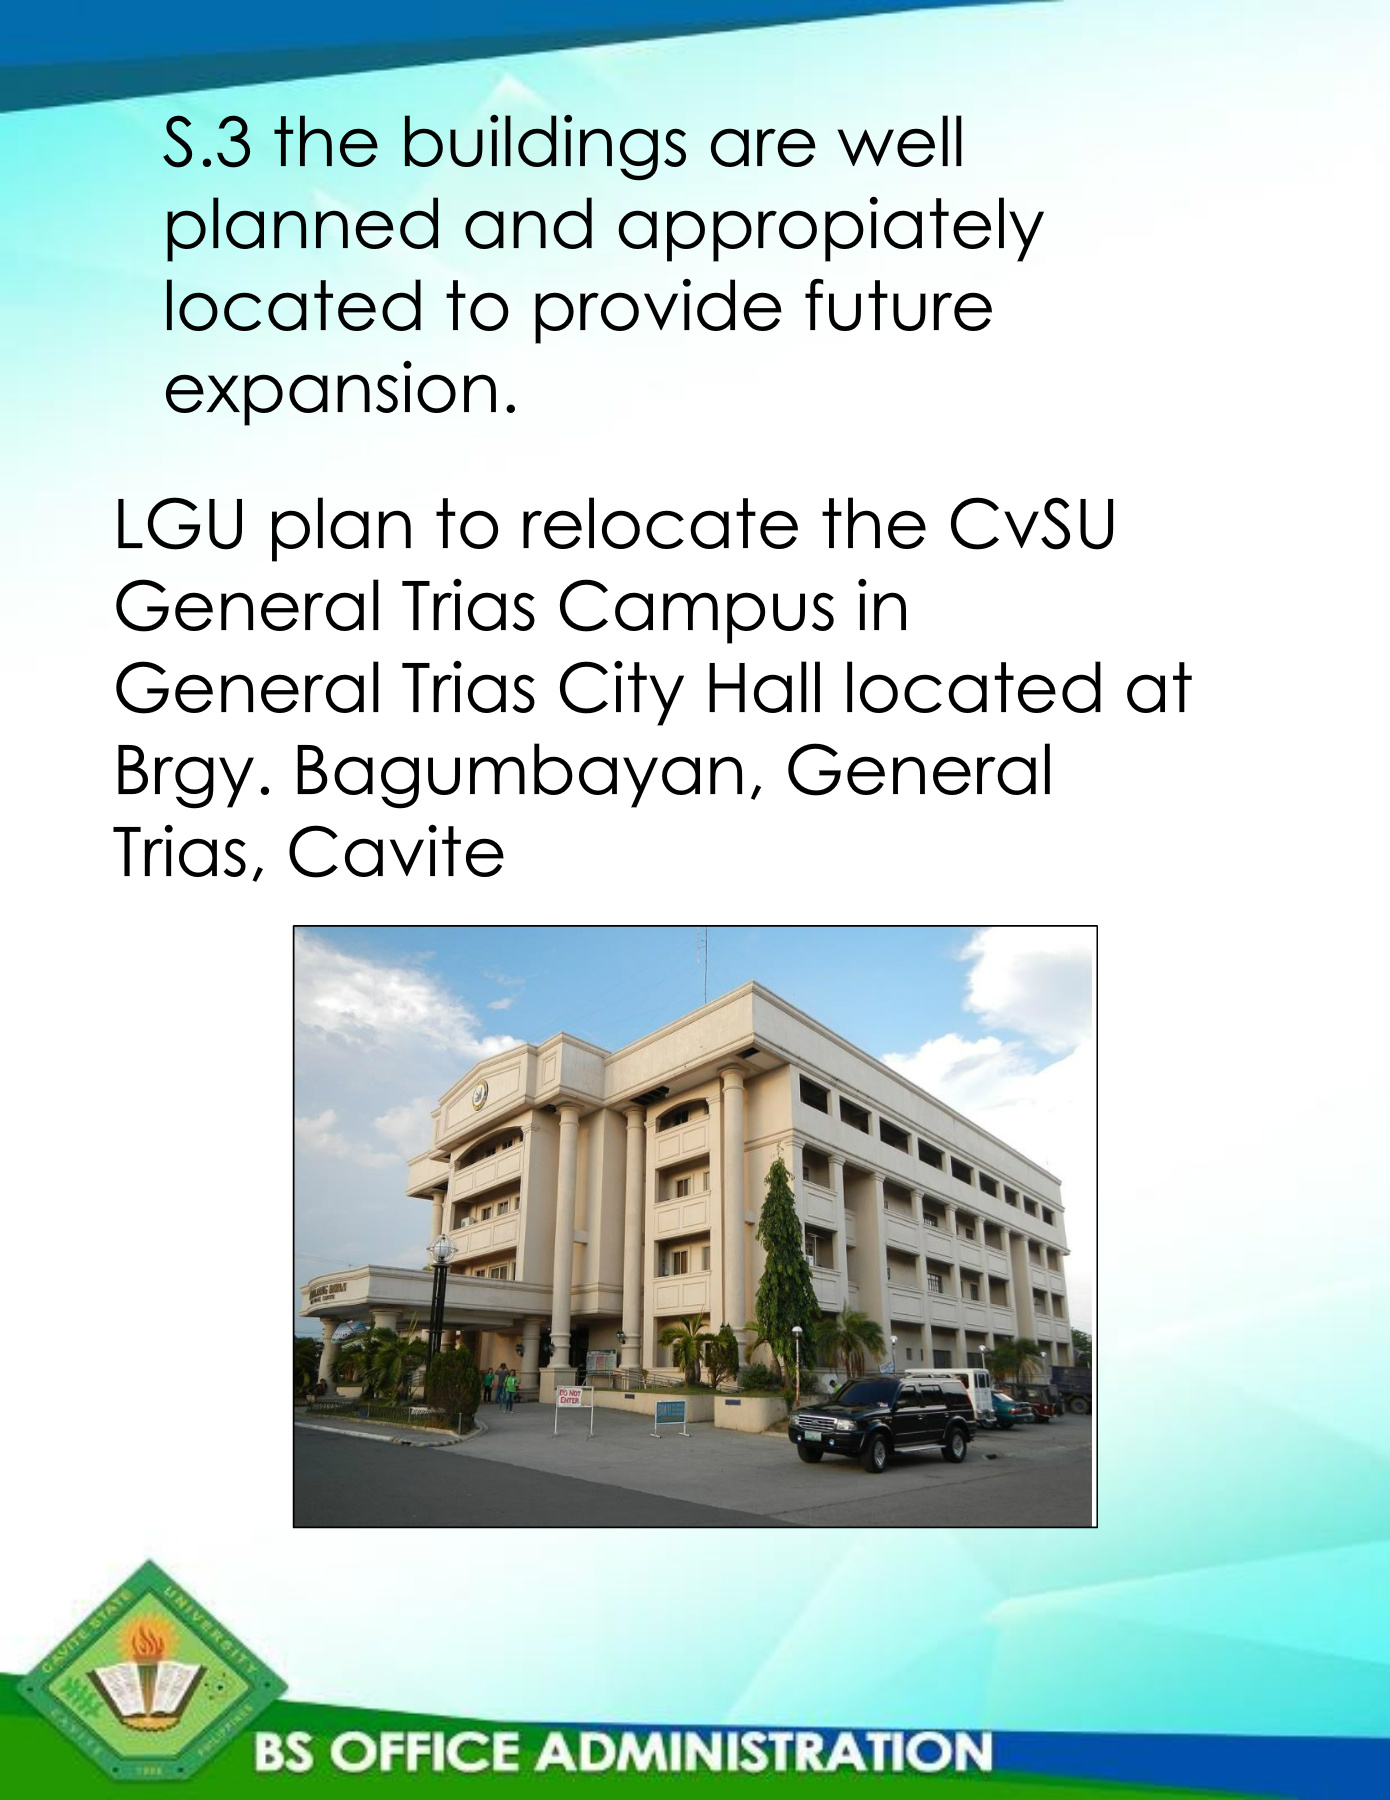 S.3 the buildings are well
planned and appropiately
located to provide future
expansion.
LGU plan to relocate the CvSU
General Trias Campus in
General Trias City Hall located at
Brgy. Bagumbayan, General
Trias, Cavite
DO NOT
ENTER
CAVITE STATE
UNIVERSITY
CAVITE
PHILIPPINES
1906
BS OFFICE ADMINISTRATION